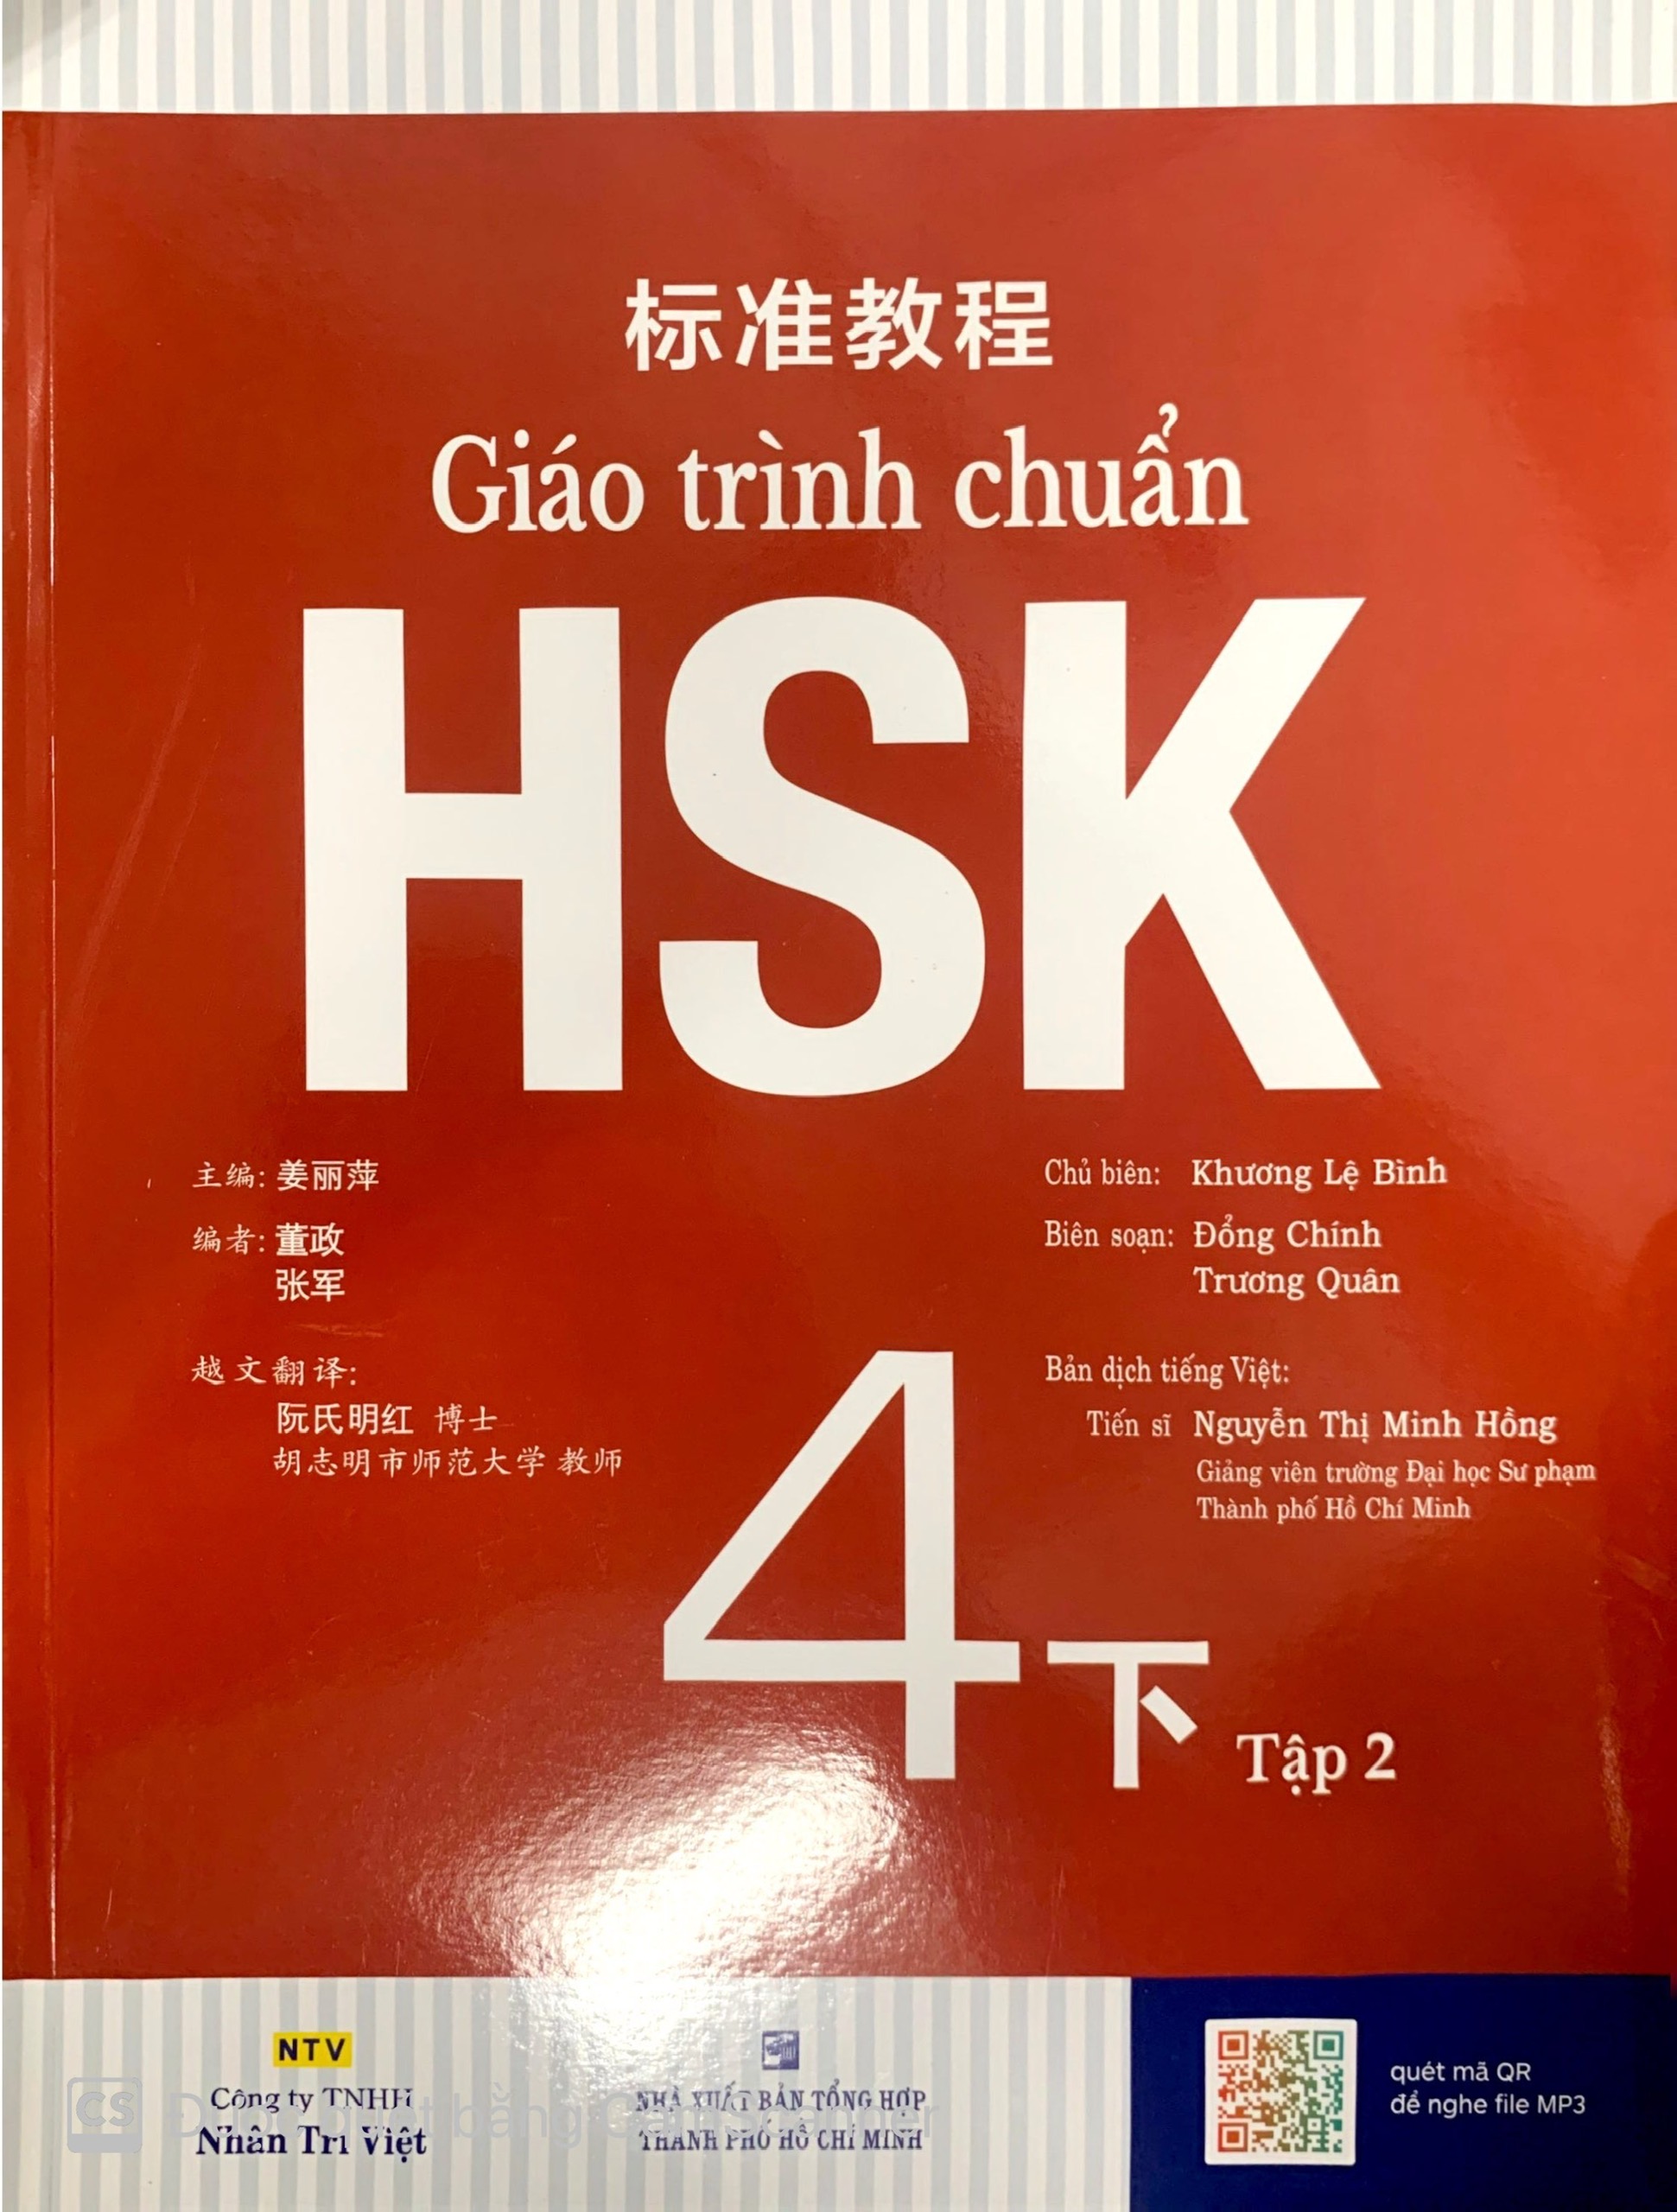 标准教程
Giáo trình chuẩn
HSK
主编: 姜丽萍
编者: 董政
张军
越文翻译:
阮氏明红 博士
胡志明市师范大学 教师
Chủ biên: Khương Lệ Bình
Biên soạn: Đổng Chính
Trương Quân
Bản dịch tiếng Việt:
Tiến sĩ Nguyễn Thị Minh Hồng
Giảng viên trường Đại học Sư phạm
Thành phố Hồ Chí Minh
4下 Tập 2
NTV
Công ty TNHH
Nhân Trí Việt
NHÀ XUẤT BẢN TỔNG HỢP
THÀNH PHỐ HỒ CHÍ MINH
quét mã QR
để nghe file MP3
CS Được quét bằng CamScanner